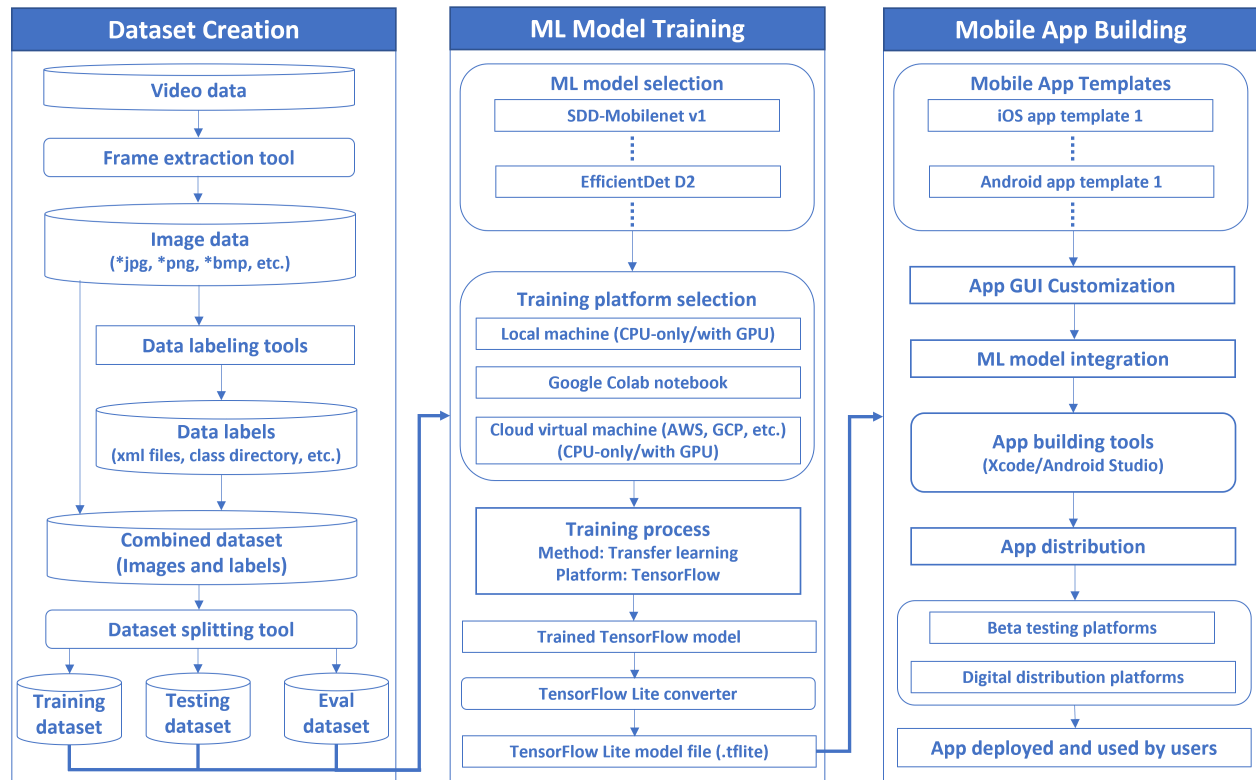 Dataset Creation
Video data
Frame extraction tool
Image data
(*jpg, *png, *bmp, etc.)
Data labeling tools
Data labels
(xml files, class directory, etc.)
Combined dataset
(Images and labels)
Dataset splitting tool
Training
dataset
Testing
dataset
Eval
dataset
ML Model Training
ML model selection
SDD-Mobilenet v1
EfficientDet D2
Training platform selection
Local machine (CPU-only/with GPU)
Google Colab notebook
Cloud virtual machine (AWS, GCP, etc.)
(CPU-only/with GPU)
Training process
Method: Transfer learning
Platform: TensorFlow
Trained TensorFlow model
TensorFlow Lite converter
TensorFlow Lite model file (.tflite)
Mobile App Building
Mobile App Templates
iOS app template 1
Android app template 1
App GUI Customization
ML model integration
App building tools
(Xcode/Android Studio)
App distribution
Beta testing platforms
Digital distribution platforms
App deployed and used by users